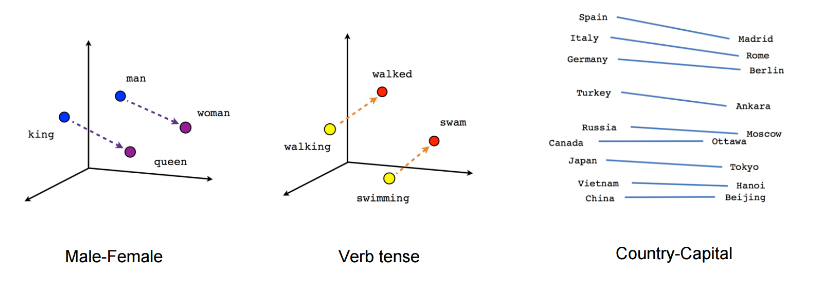 man
woman
king
queen
Male-Female
walked
swam
walking
swimming
Verb tense
Spain
Madrid
Italy
Rome
Germany
Berlin
Turkey
Ankara
Russia
Moscow
Canada
Ottawa
Japan
Tokyo
Vietnam
Hanoi
China
Beijing
Country-Capital